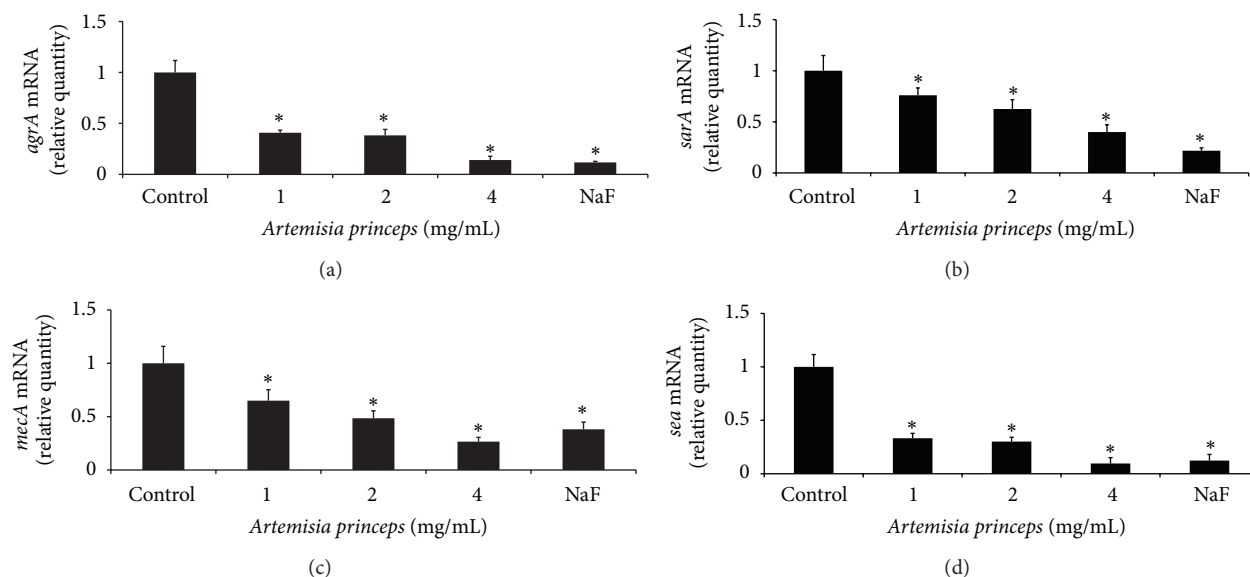 agrA mRNA
(relative quantity)
1.5
1
0.5
0
*
*
*
*
Control
1
2
4
NaF
Artemisia princeps (mg/mL)
(a)
sarA mRNA
(relative quantity)
1.5
1
0.5
0
*
*
*
*
Control
1
2
4
NaF
Artemisia princeps (mg/mL)
(b)
mecA mRNA
(relative quantity)
1.5
1
0.5
0
*
*
*
*
Control
1
2
4
NaF
Artemisia princeps (mg/mL)
(c)
sea mRNA
(relative quantity)
1.5
1
0.5
0
*
*
*
*
Control
1
2
4
NaF
Artemisia princeps (mg/mL)
(d)